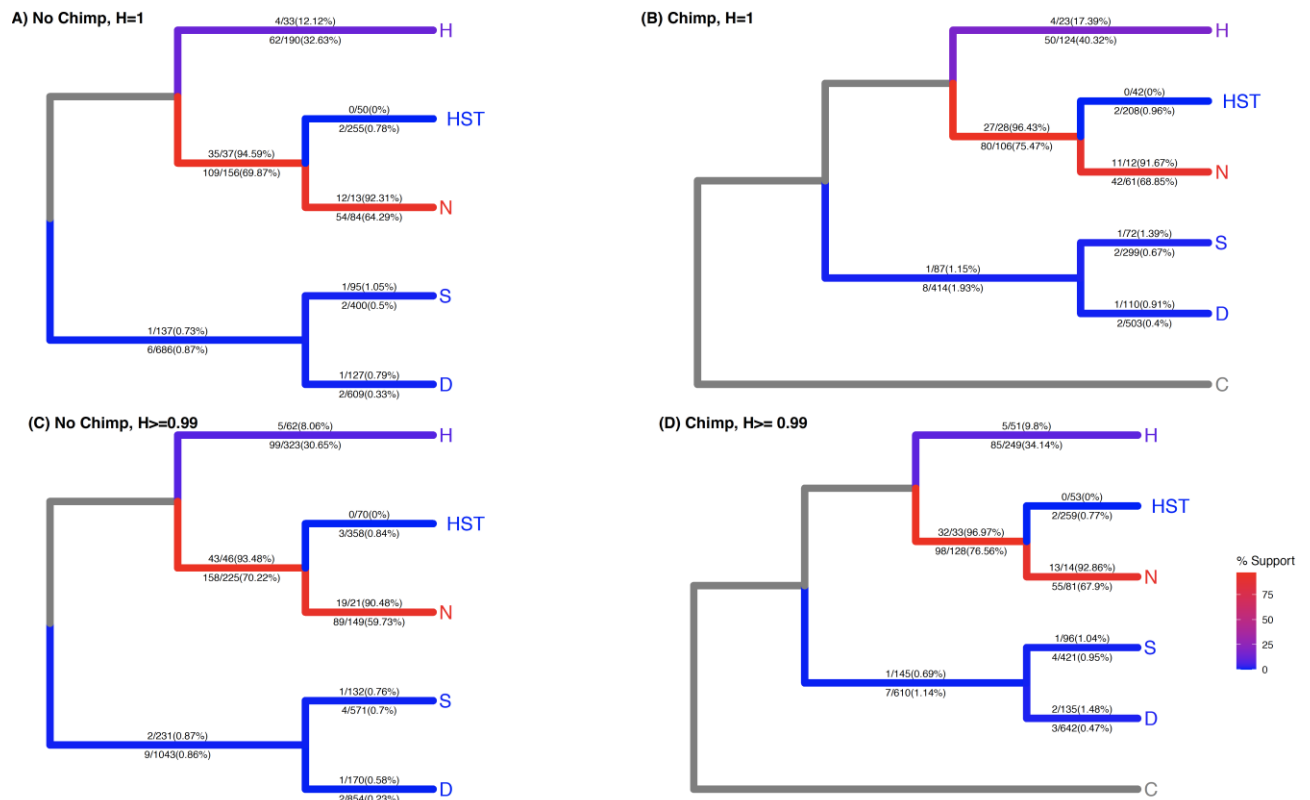 A) No Chimp, H=1
4/33(12.12%)
H
62/190(32.63%)
0/50(0%)
HST
2/255(0.78%)
35/37(94.59%)
109/156(69.87%)
12/13(92.31%)
N
54/84(64.29%)
1/95(1.05%)
S
2/400(0.5%)
1/137(0.73%)
6/686(0.87%)
1/127(0.79%)
D
2/609(0.33%)
(B) Chimp, H=1
4/23(17.39%)
H
50/124(40.32%)
0/42(0%)
HST
2/208(0.96%)
27/28(96.43%)
80/106(75.47%)
11/12(91.67%)
N
42/61(68.85%)
1/72(1.39%)
S
2/299(0.67%)
1/87(1.15%)
8/414(1.93%)
1/110(0.91%)
D
2/503(0.4%)
C
(C) No Chimp, H>=0.99
5/62(8.06%)
H
99/323(30.65%)
0/70(0%)
HST
3/358(0.84%)
43/46(93.48%)
158/225(70.22%)
19/21(90.48%)
N
89/149(59.73%)
1/132(0.76%)
S
4/571(0.7%)
2/231(0.87%)
9/1043(0.86%)
1/170(0.58%)
D
2/854(0.23%)
(D) Chimp, H>= 0.99
5/51(9.8%)
H
85/249(34.14%)
0/53(0%)
HST
2/259(0.77%)
32/33(96.97%)
98/128(76.56%)
13/14(92.86%)
N
55/81(67.9%)
1/96(1.04%)
S
4/421(0.95%)
1/145(0.69%)
7/610(1.14%)
2/135(1.48%)
D
3/642(0.47%)
C
% Support
75
50
25
0